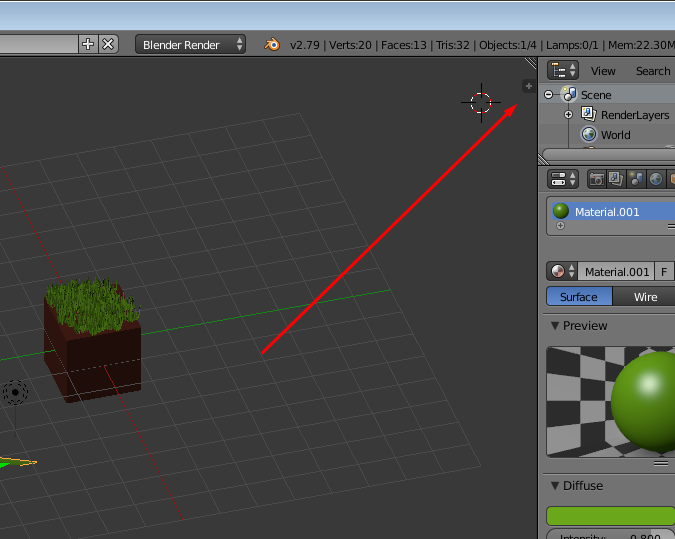 Blender Render v2.79 | Verts:20 | Faces:13 | Tris:32 | Objects:1/4 | Lamps:0/1 | Mem:22.30M
View Search
Scene
RenderLayers
World
Material.001
Material.001 F
Surface Wire
Preview
Diffuse
Intensity: 0.800